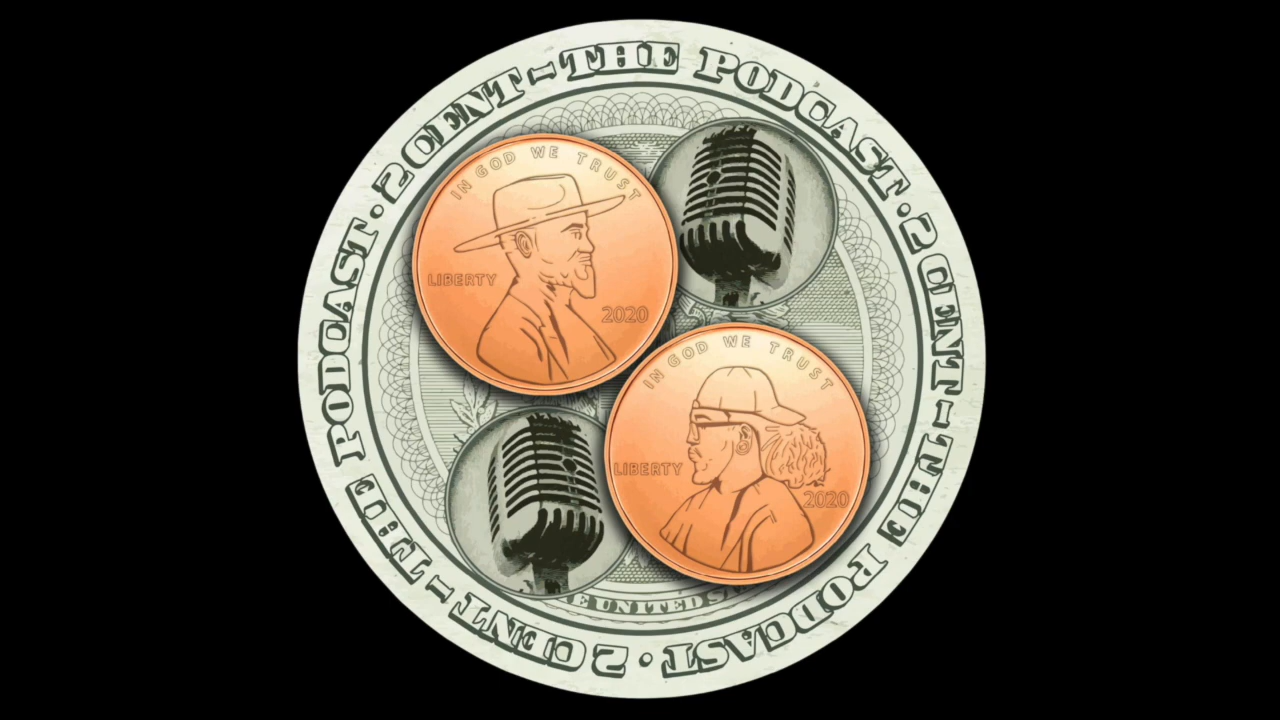 2 CENT-THE PODCAST · 2 CENT-THE PODCAST · 2 CENT-THE PODCAST ·
IN GOD WE TRUST
LIBERTY
2020
IN GOD WE TRUST
LIBERTY
2020
UNITED